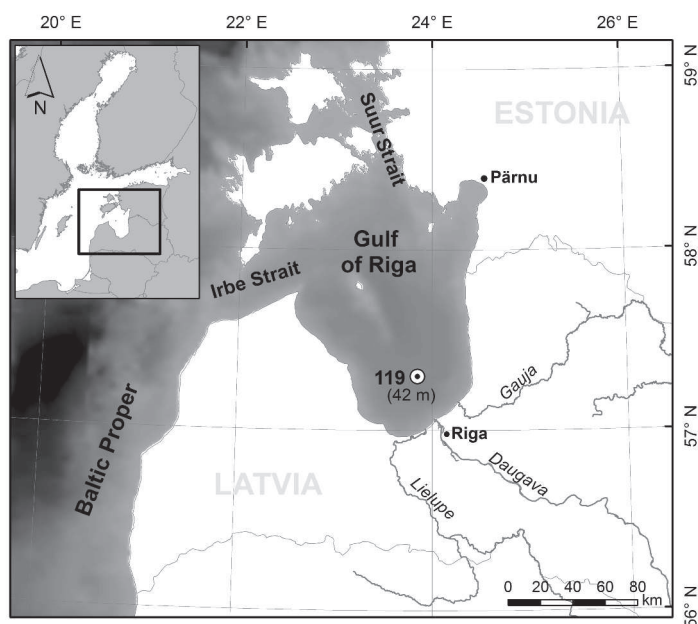 20° E
22° E
24° E
26° E
59° N
58° N
57° N
56° N
N
Suur Strait
ESTONIA
Pärnu
Gulf
of Riga
Irbe Strait
119
(42 m)
Gauja
Baltic Proper
Riga
LATVIA
Lielupe
Daugava
0 20 40 60 80
km